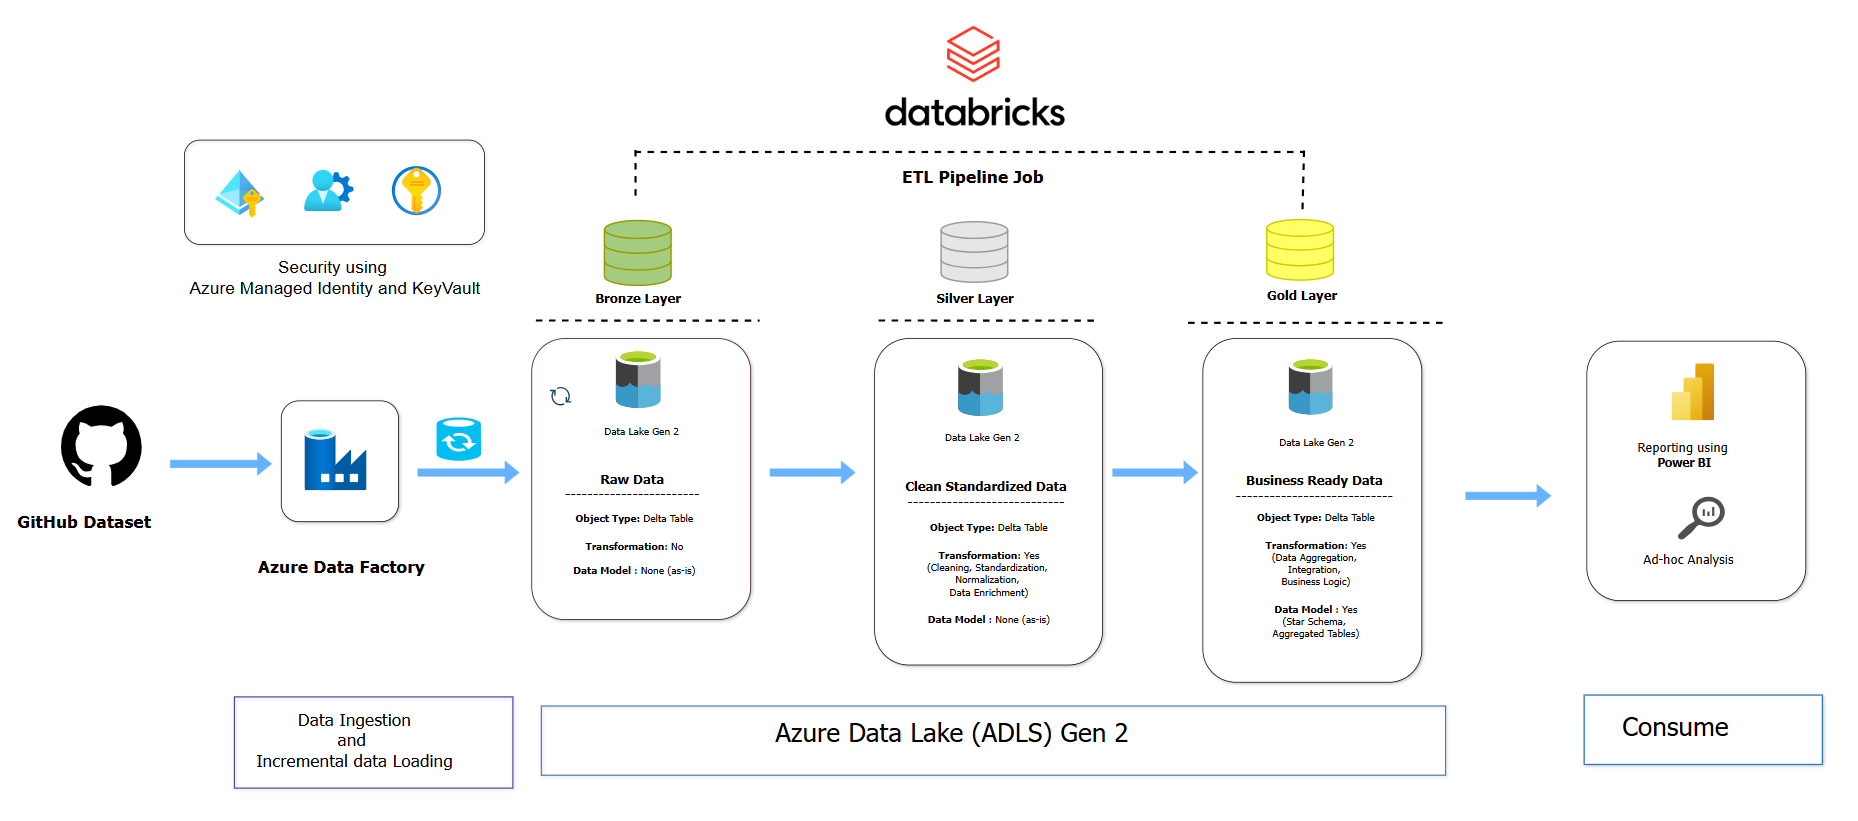 databricks
ETL Pipeline Job
Security using
Azure Managed Identity and KeyVault
Bronze Layer
Silver Layer
Gold Layer
GitHub Dataset
Azure Data Factory
Data Lake Gen 2
Raw Data
Object Type: Delta Table
Transformation: No
Data Model : None (as-is)
Data Lake Gen 2
Clean Standardized Data
Object Type: Delta Table
Transformation: Yes
(Cleaning, Standardization,
Normalization,
Data Enrichment)
Data Model : None (as-is)
Data Lake Gen 2
Business Ready Data
Object Type: Delta Table
Transformation: Yes
(Data Aggregation,
Integration,
Business Logic)
Data Model : Yes
(Star Schema,
Aggregated Tables)
Reporting using
Power BI
Ad-hoc Analysis
Data Ingestion
and
Incremental data Loading
Azure Data Lake (ADLS) Gen 2
Consume